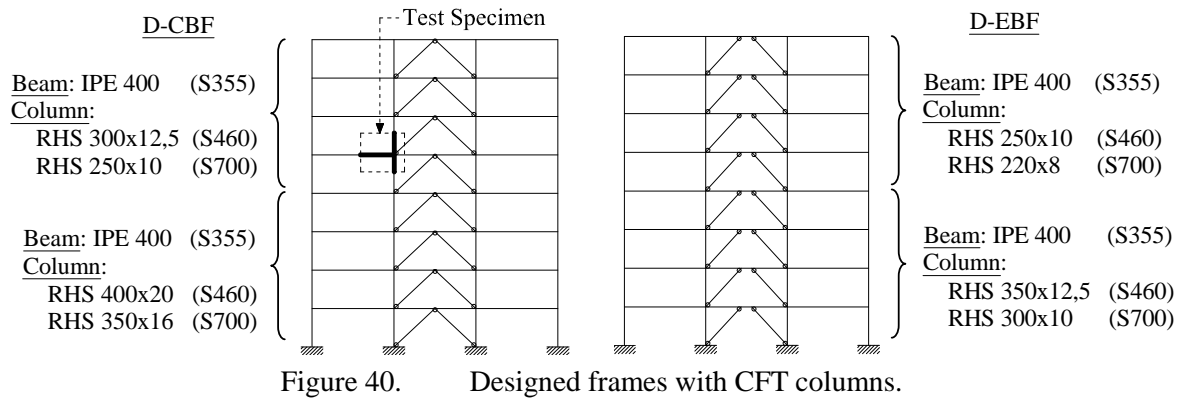 Test Specimen
D-CBF
Beam: IPE 400 (S355)
Column:
RHS 300x12,5 (S460)
RHS 250x10 (S700)
Beam: IPE 400 (S355)
Column:
RHS 400x20 (S460)
RHS 350x16 (S700)
D-EBF
Beam: IPE 400 (S355)
Column:
RHS 250x10 (S460)
RHS 220x8 (S700)
Beam: IPE 400 (S355)
Column:
RHS 350x12,5 (S460)
RHS 300x10 (S700)
Figure 40. Designed frames with CFT columns.